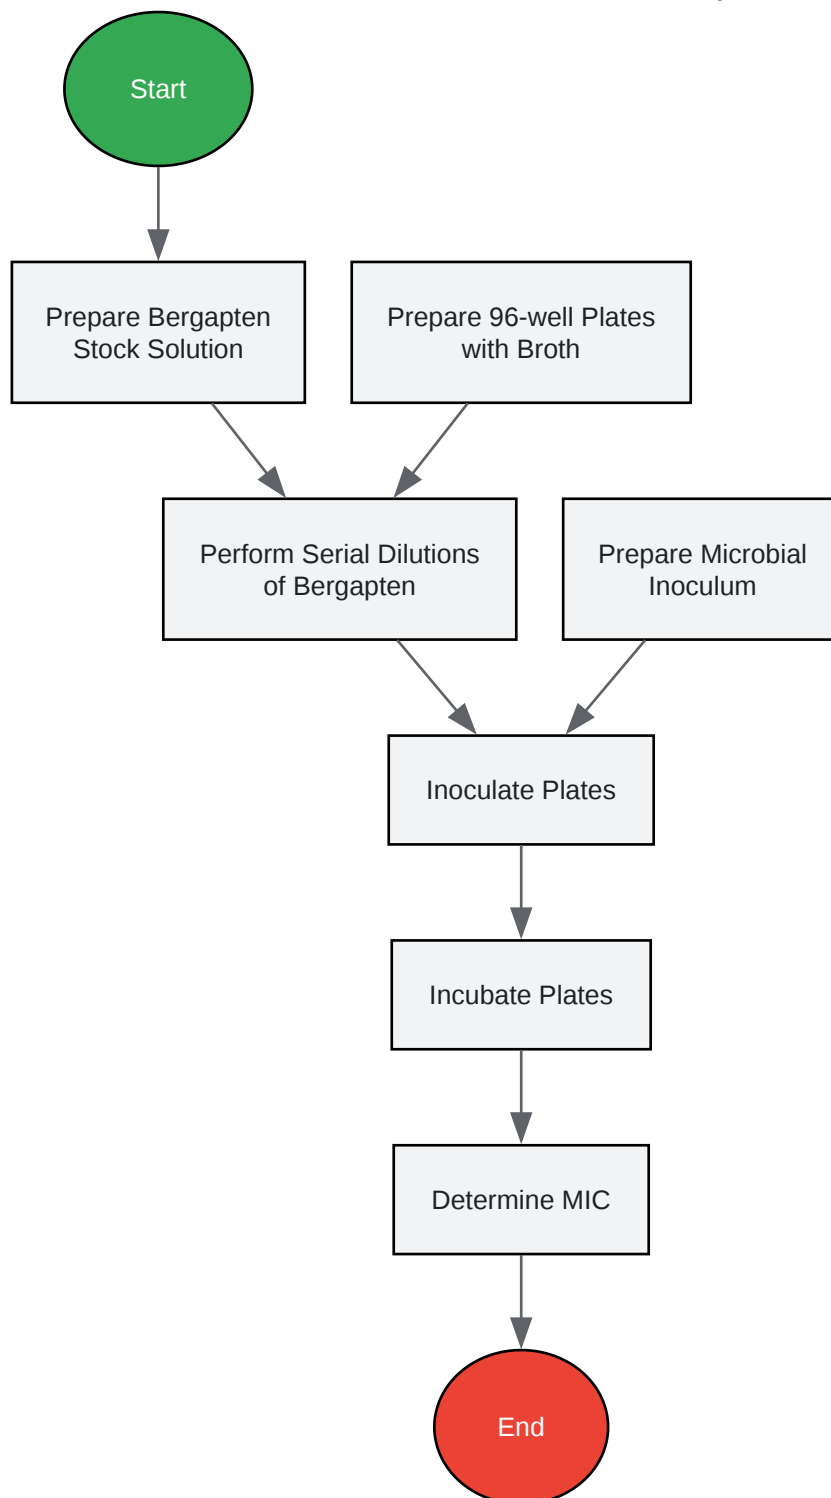 Start
Prepare Bergapten
Stock Solution
Prepare 96-well Plates
with Broth
Perform Serial Dilutions
of Bergapten
Prepare Microbial
Inoculum
Inoculate Plates
Incubate Plates
Determine MIC
End